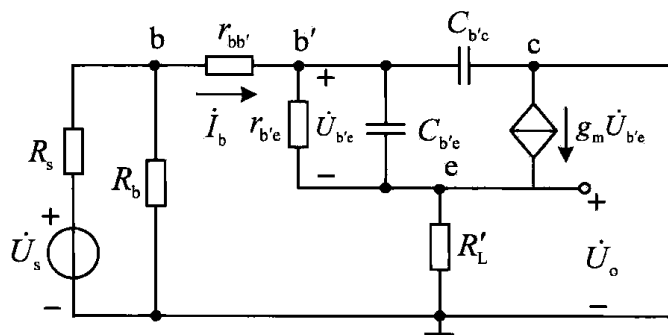 b
r_bb′
b′
C_b′c
c
+
İ_b
r_b′e
U̇_b′e
C_b′e
g_m U̇_b′e
R_s
R_b
−
e
+
+
U̇_s
R′_L
U̇_o
−
−